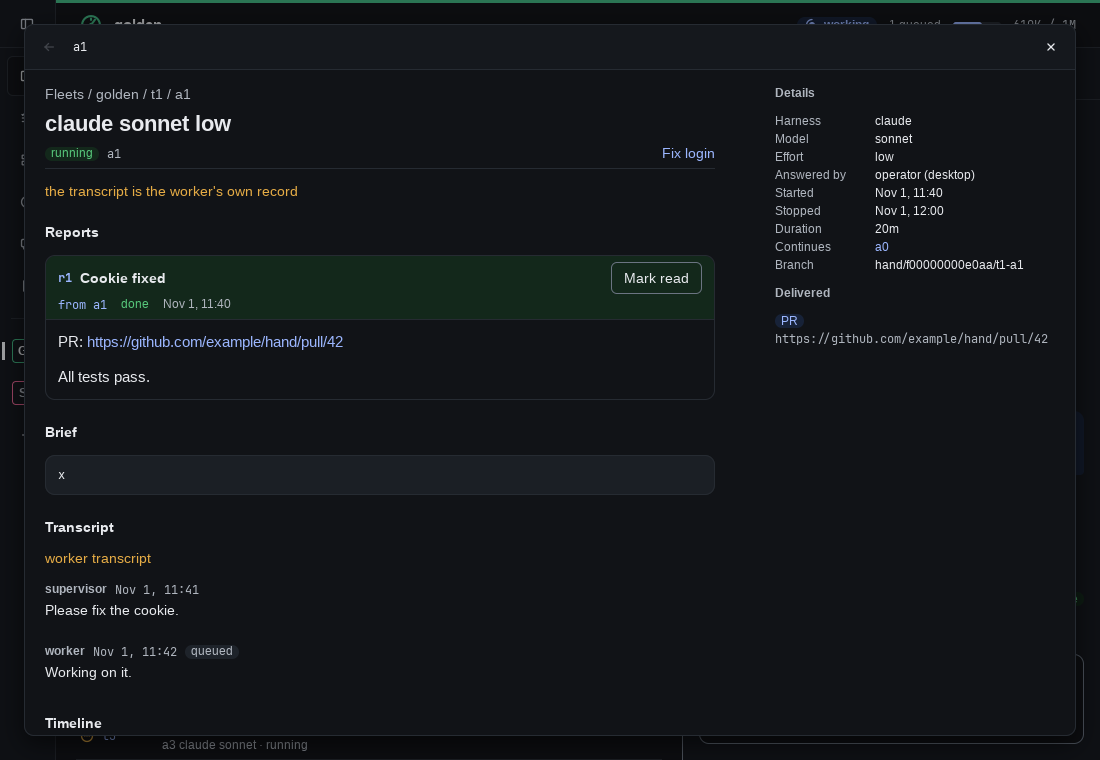 golden
working 1 queued
a1
Fleets / golden / t1 / a1
claude sonnet low
running a1 Fix login
the transcript is the worker's own record
Reports
r1 Cookie fixed Mark read
from a1 done Nov 1, 11:40
PR: https://github.com/example/hand/pull/42
All tests pass.
Brief
x
Transcript
worker transcript
supervisor Nov 1, 11:41
Please fix the cookie.
worker Nov 1, 11:42 queued
Working on it.
Timeline
Details
Harness claude
Model sonnet
Effort low
Answered by operator (desktop)
Started Nov 1, 11:40
Stopped Nov 1, 12:00
Duration 20m
Continues a0
Branch hand/f00000000e0aa/t1-a1
Delivered
PR
https://github.com/example/hand/pull/42
a3 claude sonnet · running